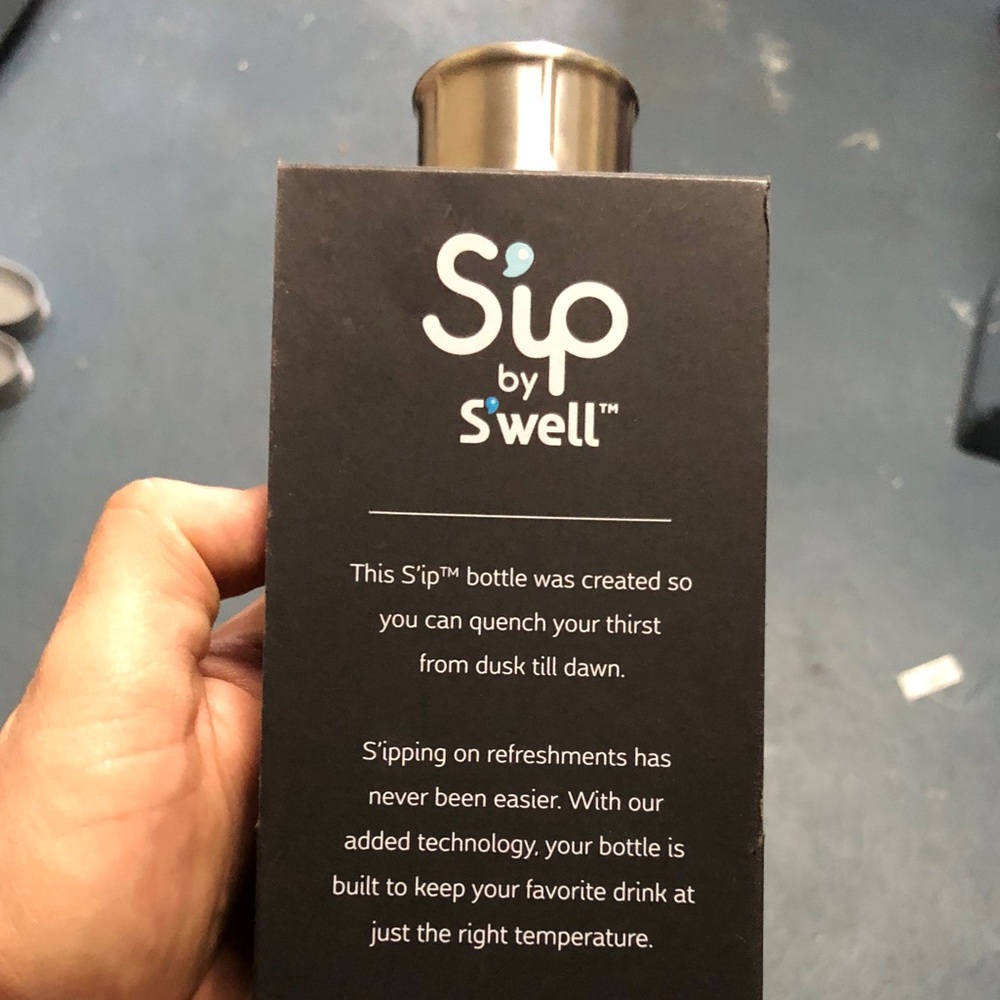 S'ip
by
S'well™
This S'ip™ bottle was created so
you can quench your thirst
from dusk till dawn.
S'ipping on refreshments has
never been easier. With our
added technology, your bottle is
built to keep your favorite drink at
just the right temperature.